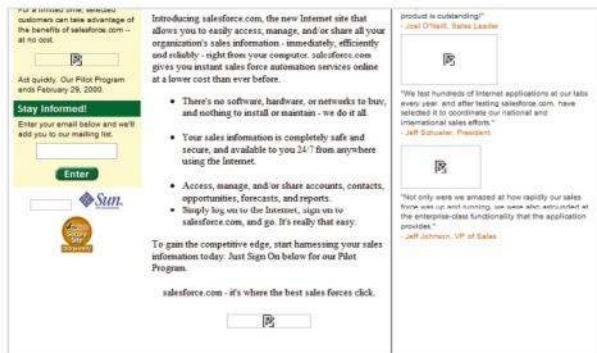 For a limited time, selected
customers can take advantage of
the benefits of salesforce.com --
at no cost.
Act quickly. Our Pilot Program
ends February 29, 2000.
Stay Informed!
Enter your email below and we'll
add you to our mailing list.
Enter
Sun
Secure
Site
Introducing salesforce.com, the new Internet site that
allows you to easily access, manage, and/or share all your
organization's sales information - immediately, efficiently
and reliably - right from your computer. salesforce.com
gives you instant sales force automation services online
at a lower cost than ever before.
There's no software, hardware, or networks to buy,
and nothing to install or maintain - we do it all.
Your sales information is completely safe and
secure, and available to you 24/7 from anywhere
using the Internet.
Access, manage, and/or share accounts, contacts,
opportunities, forecasts, and reports.
Simply log on to the Internet, sign on to
salesforce.com, and go. It's really that easy.
To gain the competitive edge, start harnessing your sales
information today. Just Sign On below for our Pilot
Program.
salesforce.com - it's where the best sales forces click.
product is outstanding!"
- Joel O'Neill, Sales Leader
"We test hundreds of Internet applications at our labs
every year, and after testing salesforce.com, have
selected it to coordinate our national and
international sales efforts."
- Jeff Schueler, President
"Not only were we amazed at how rapidly our sales
force was up and running, we were also astounded at
the enterprise-class functionality that the application
provides."
- Jeff Johnson, VP of Sales